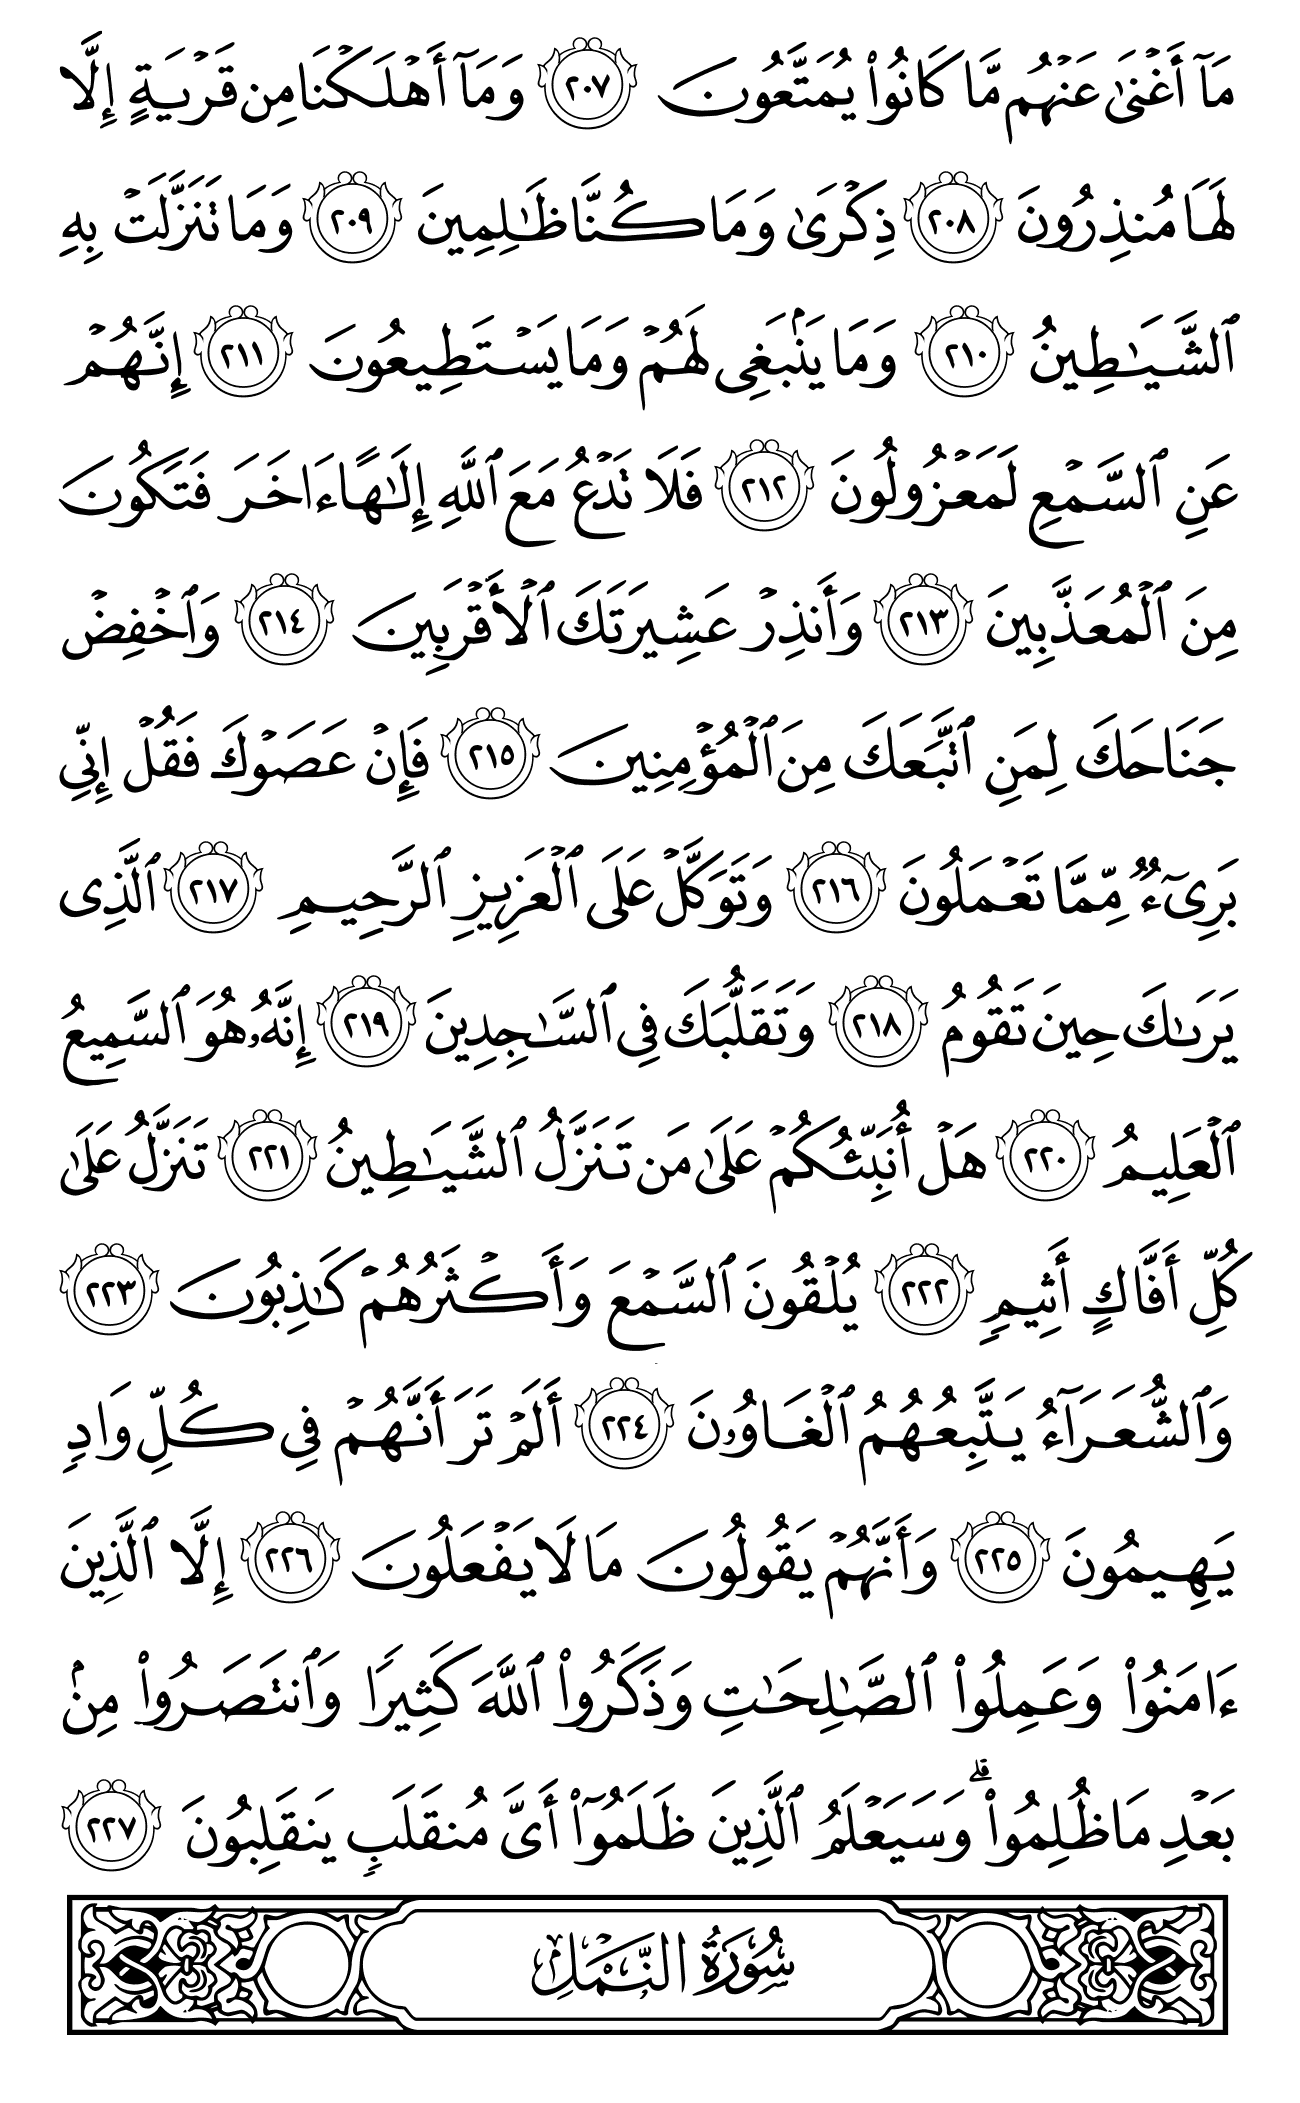 مَآ أَغْنَىٰ عَنْهُم مَّا كَانُوا۟ يُمَتَّعُونَ ٢٠٧ وَمَآ أَهْلَكْنَا مِن قَرْيَةٍ إِلَّا
لَهَا مُنذِرُونَ ٢٠٨ ذِكْرَىٰ وَمَا كُنَّا ظَٰلِمِينَ ٢٠٩ وَمَا تَنَزَّلَتْ بِهِ
ٱلشَّيَٰطِينُ ٢١٠ وَمَا يَنۢبَغِى لَهُمْ وَمَا يَسْتَطِيعُونَ ٢١١ إِنَّهُمْ
عَنِ ٱلسَّمْعِ لَمَعْزُولُونَ ٢١٢ فَلَا تَدْعُ مَعَ ٱللَّهِ إِلَٰهًا ءَاخَرَ فَتَكُونَ
مِنَ ٱلْمُعَذَّبِينَ ٢١٣ وَأَنذِرْ عَشِيرَتَكَ ٱلْأَقْرَبِينَ ٢١٤ وَٱخْفِضْ
جَنَاحَكَ لِمَنِ ٱتَّبَعَكَ مِنَ ٱلْمُؤْمِنِينَ ٢١٥ فَإِنْ عَصَوْكَ فَقُلْ إِنِّى
بَرِىٓءٌ مِّمَّا تَعْمَلُونَ ٢١٦ وَتَوَكَّلْ عَلَى ٱلْعَزِيزِ ٱلرَّحِيمِ ٢١٧ ٱلَّذِى
يَرَىٰكَ حِينَ تَقُومُ ٢١٨ وَتَقَلُّبَكَ فِى ٱلسَّٰجِدِينَ ٢١٩ إِنَّهُۥ هُوَ ٱلسَّمِيعُ
ٱلْعَلِيمُ ٢٢٠ هَلْ أُنَبِّئُكُمْ عَلَىٰ مَن تَنَزَّلُ ٱلشَّيَٰطِينُ ٢٢١ تَنَزَّلُ عَلَىٰ
كُلِّ أَفَّاكٍ أَثِيمٍ ٢٢٢ يُلْقُونَ ٱلسَّمْعَ وَأَكْثَرُهُمْ كَٰذِبُونَ ٢٢٣
وَٱلشُّعَرَآءُ يَتَّبِعُهُمُ ٱلْغَاوُۥنَ ٢٢٤ أَلَمْ تَرَ أَنَّهُمْ فِى كُلِّ وَادٍ
يَهِيمُونَ ٢٢٥ وَأَنَّهُمْ يَقُولُونَ مَا لَا يَفْعَلُونَ ٢٢٦ إِلَّا ٱلَّذِينَ
ءَامَنُوا۟ وَعَمِلُوا۟ ٱلصَّٰلِحَٰتِ وَذَكَرُوا۟ ٱللَّهَ كَثِيرًا وَٱنتَصَرُوا۟ مِنۢ
بَعْدِ مَا ظُلِمُوا۟ ۗ وَسَيَعْلَمُ ٱلَّذِينَ ظَلَمُوٓا۟ أَىَّ مُنقَلَبٍ يَنقَلِبُونَ ٢٢٧
سُورَةُ النَّمْلِ